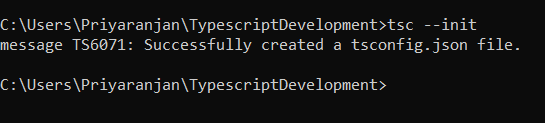 C:\Users\Priyaranjan\TypescriptDevelopment>tsc --init
message TS6071: Successfully created a tsconfig.json file.
C:\Users\Priyaranjan\TypescriptDevelopment>